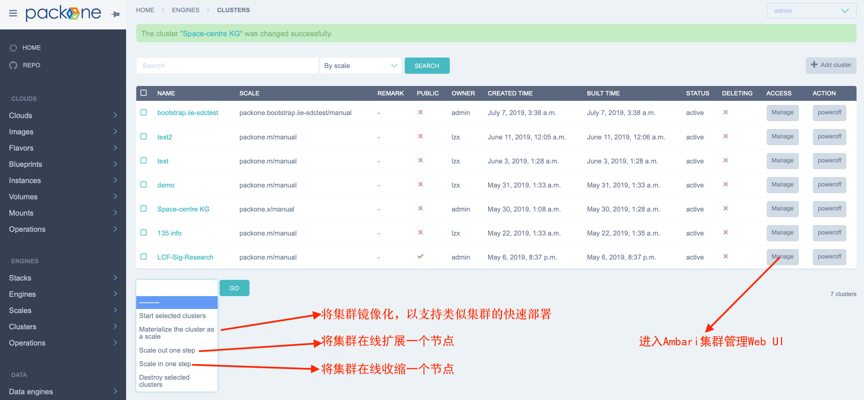 packone
HOME > ENGINES > CLUSTERS
admin
The cluster "Space-centre KG" was changed successfully.
HOME
REPO
Search
By scale
SEARCH
+ Add cluster
CLOUDS
Clouds
Images
Flavors
Blueprints
Instances
Volumes
Mounts
Operations
ENGINES
Stacks
Engines
Scales
Clusters
Operations
DATA
Data engines
NAME SCALE REMARK PUBLIC OWNER CREATED TIME BUILT TIME STATUS DELETING ACCESS ACTION
bootstrap.iie-sdctest packone.bootstrap.iie-sdctest/manual - admin July 7, 2019, 3:38 a.m. July 7, 2019, 3:38 a.m. active Manage poweroff
test2 packone.m/manual - lzx June 11, 2019, 12:05 a.m. June 11, 2019, 12:06 a.m. active Manage poweroff
test packone.m/manual - lzx June 3, 2019, 1:28 a.m. June 3, 2019, 1:28 a.m. active Manage poweroff
demo packone.m/manual - lzx May 31, 2019, 1:33 a.m. May 31, 2019, 1:33 a.m. active Manage poweroff
Space-centre KG packone.x/manual - admin May 30, 2019, 1:08 a.m. May 30, 2019, 1:28 a.m. active Manage poweroff
135 info packone.m/manual - lzx May 22, 2019, 1:33 a.m. May 22, 2019, 1:35 a.m. active Manage poweroff
LCF-Sig-Research packone.m/manual - admin May 6, 2019, 8:37 p.m. May 6, 2019, 8:37 p.m. active Manage poweroff
GO
7 clusters
---------
Start selected clusters
Materialize the cluster as
a scale
Scale out one step
Scale in one step
Destroy selected
clusters
将集群镜像化，以支持类似集群的快速部署
将集群在线扩展一个节点
将集群在线收缩一个节点
进入Ambari集群管理Web UI